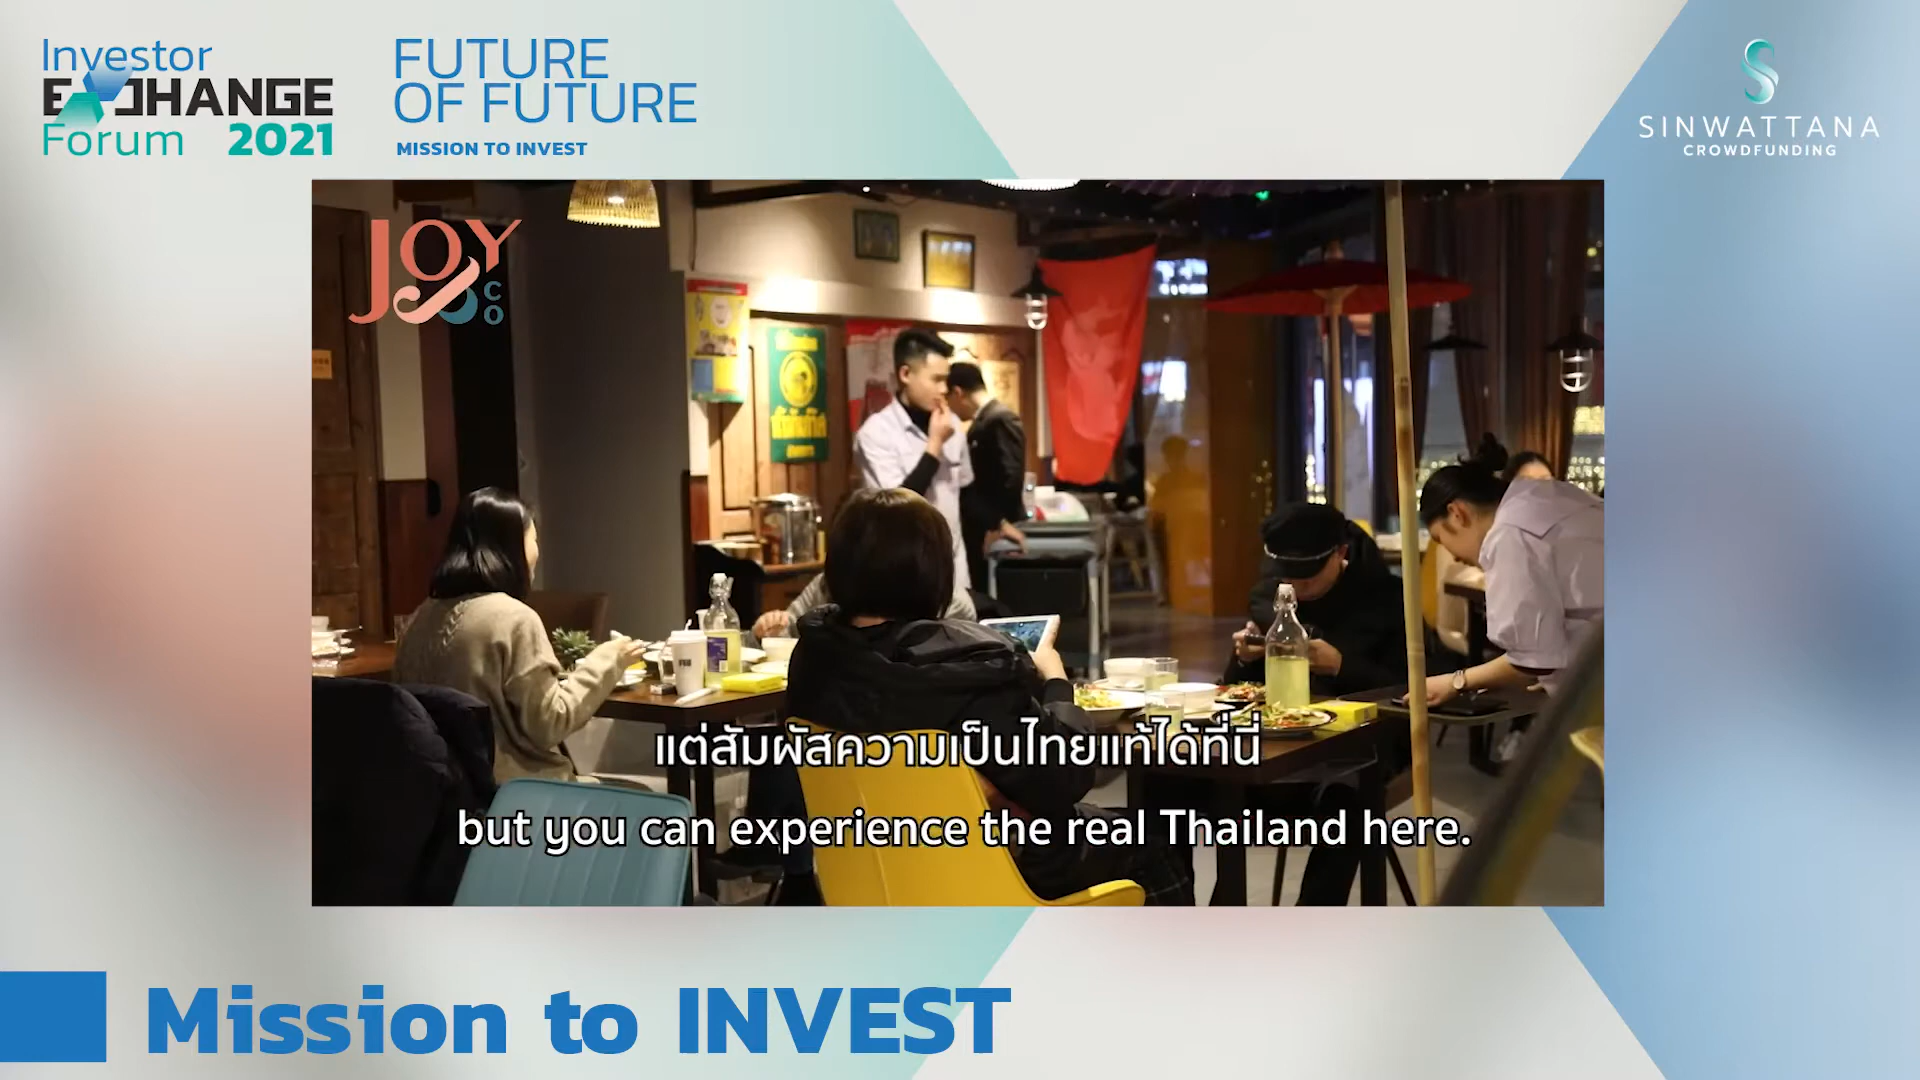 Investor
EXCHANGE
Forum 2021
FUTURE
OF FUTURE
MISSION TO INVEST
SINWATTANA
CROWDFUNDING
JOY
CO
แต่สัมผัสความเป็นไทยแท้ได้ที่นี่
but you can experience the real Thailand here.
Mission to INVEST